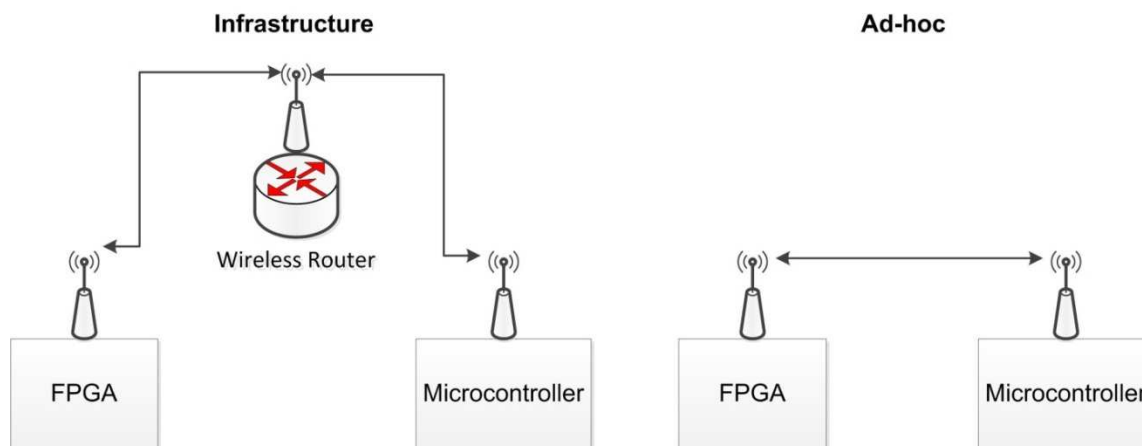 Infrastructure
Ad-hoc
Wireless Router
FPGA
Microcontroller
FPGA
Microcontroller